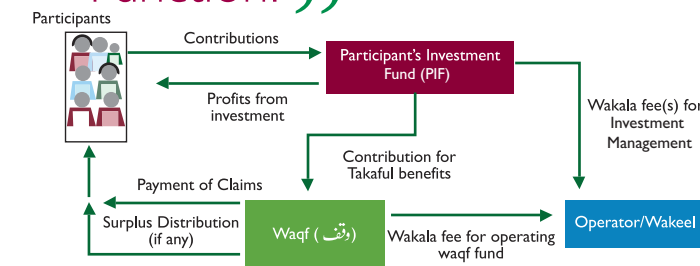 Function.”
Participants
Contributions
Participant’s Investment
Fund (PIF)
Profits from
investment
Wakala fee(s) for
Investment
Management
Contribution for
Takaful benefits
Payment of Claims
Surplus Distribution
(if any)
Waqf (وقف)
Wakala fee for operating
waqf fund
Operator/Wakeel